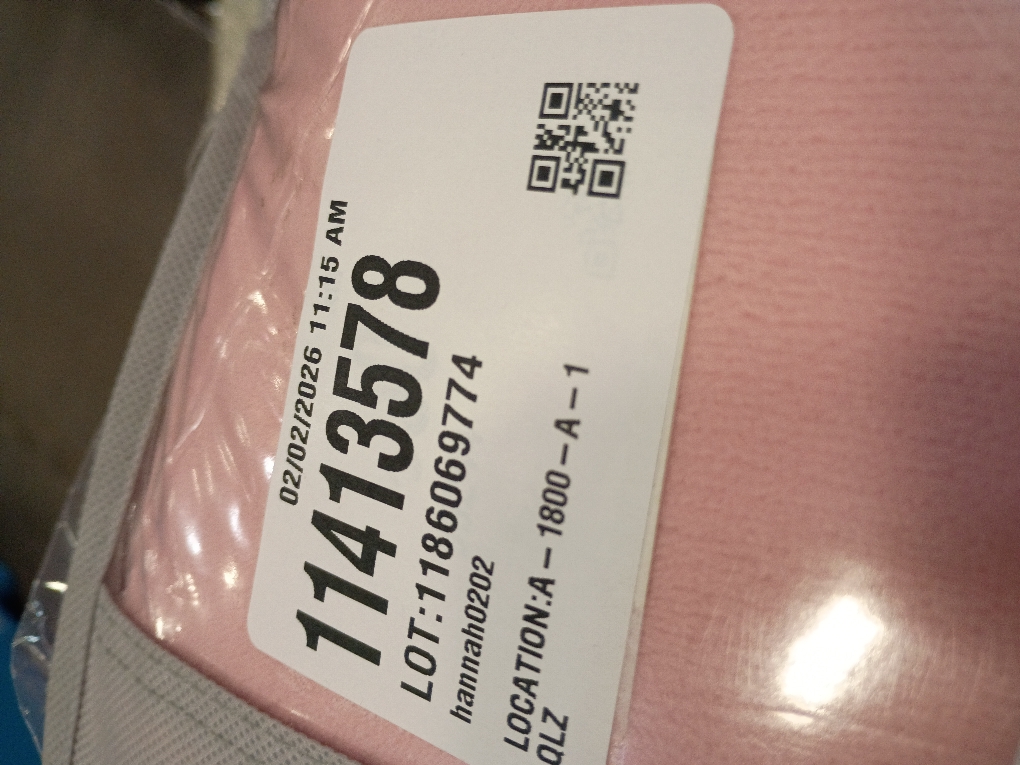 02/02/2026 11:15 AM
11413578
LOT:1186069774
hannah0202
LOCATION:A-1800-A-1
QLZ